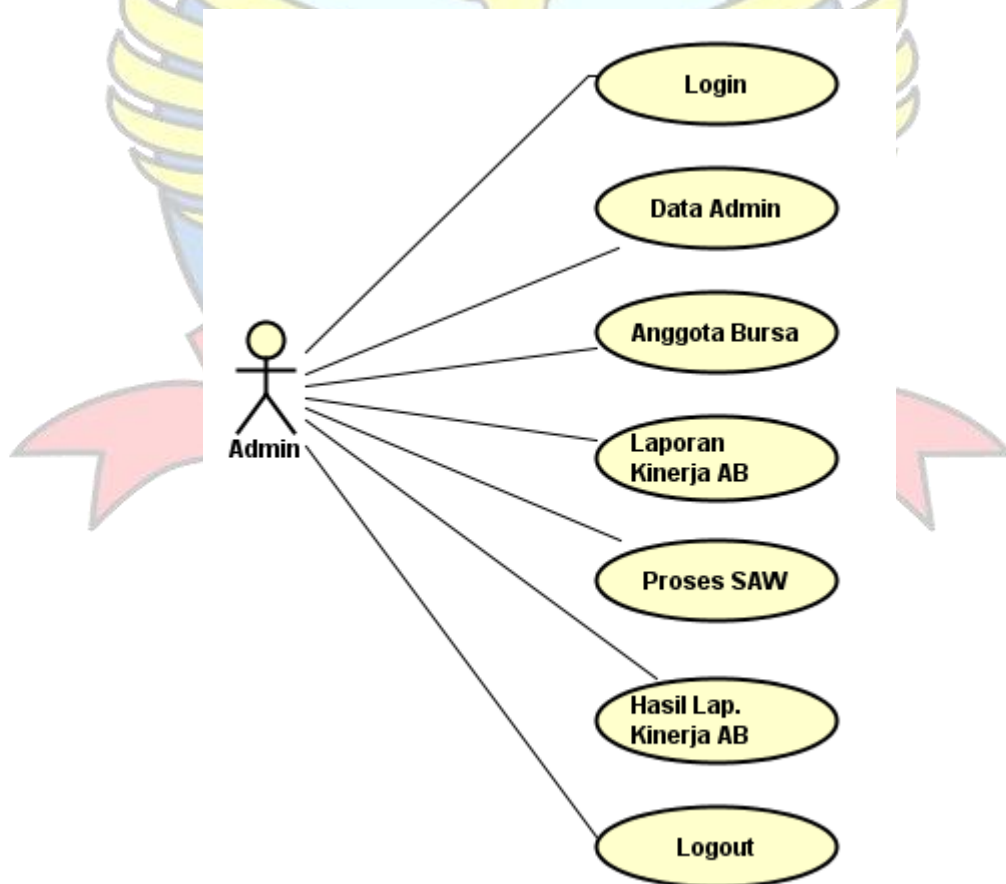 Login
Data Admin
Anggota Bursa
Admin
Laporan
Kinerja AB
Proses SAW
Hasil Lap.
Kinerja AB
Logout